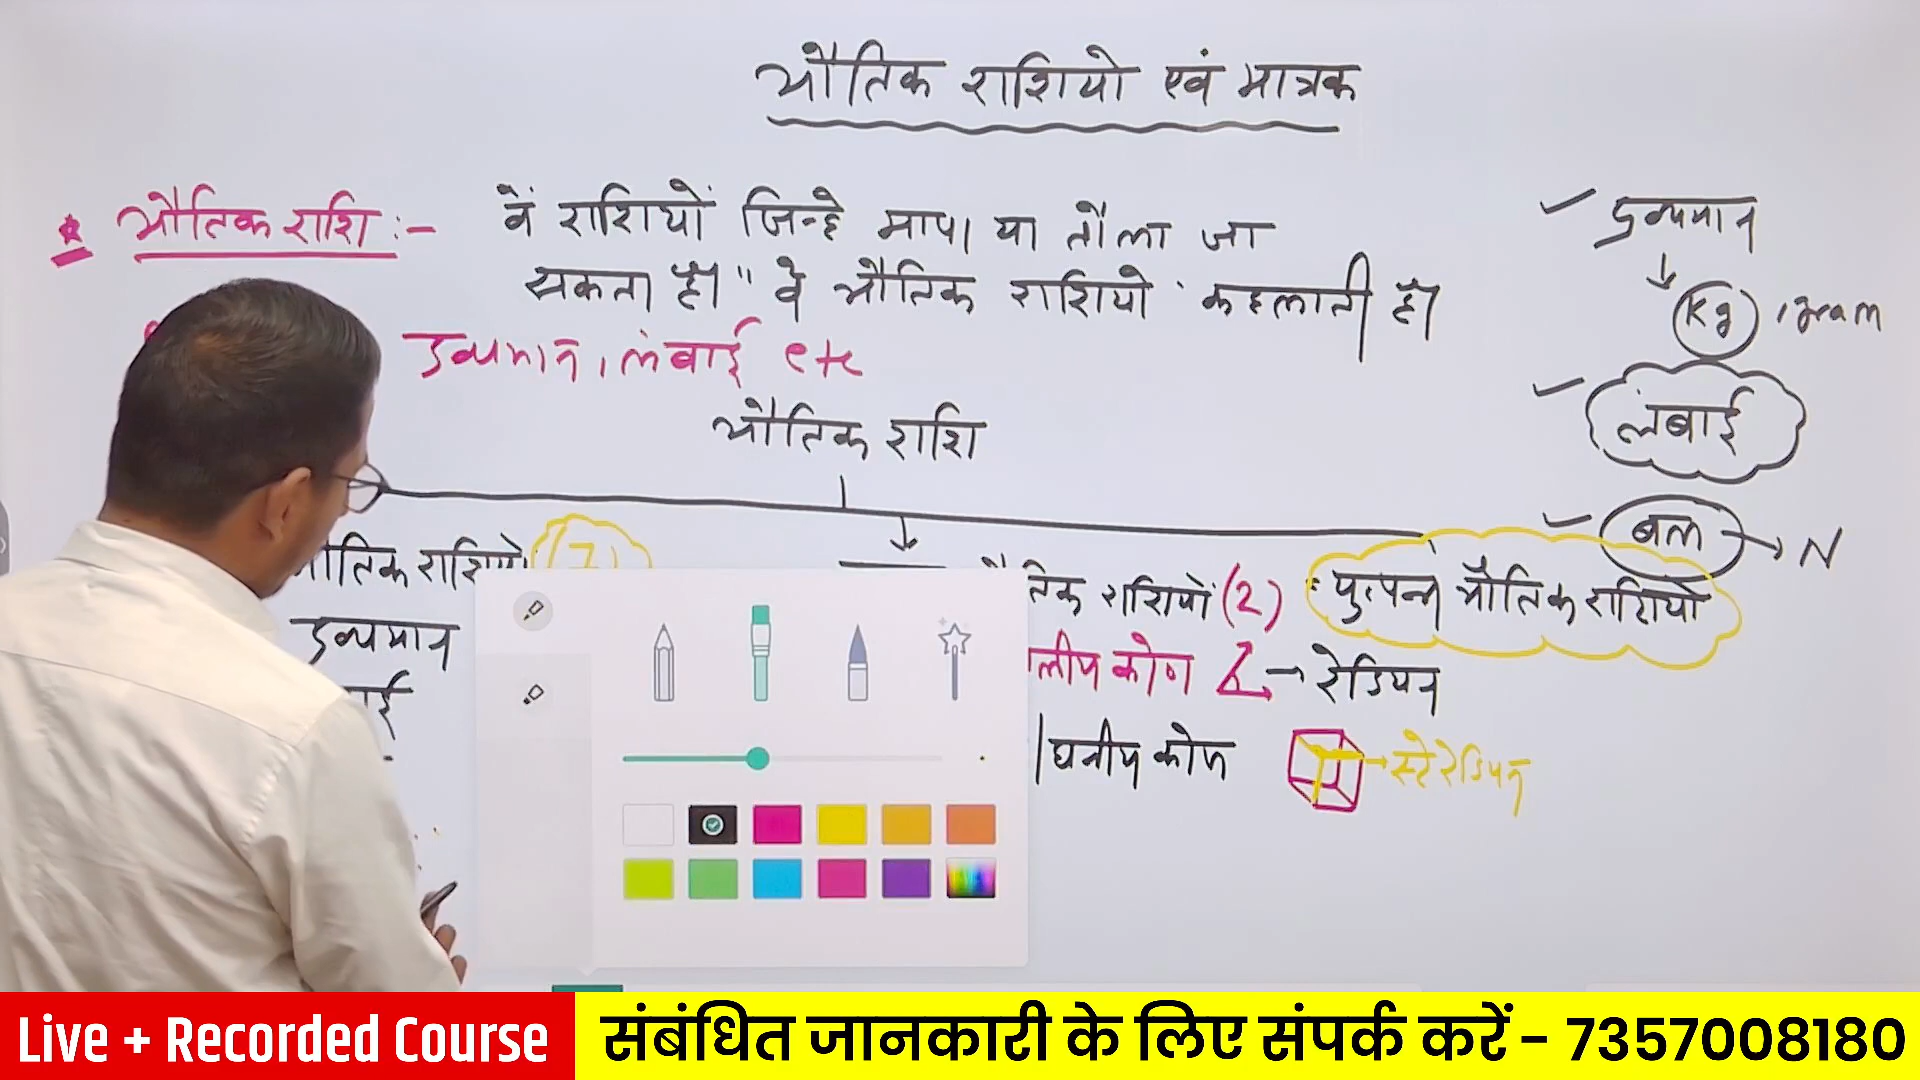 भौतिक राशियो एवं मात्रक
* भौतिक राशि :- वें राशियों जिन्हे मापा या तौला जा
सकता है। " वे भौतिक राशियो कहलाती है।
द्रव्यमान, लंबाई etc
द्रव्यमान
Kg , gram
लंबाई
बल → N
भौतिक राशि
भौतिक राशियो (7)
राशियों (2)
भौतिक राशियो
द्रव्यमान
कोण ∠ → रेडियन
घनीय कोण → स्टेरेडियन
Live + Recorded Course
संबंधित जानकारी के लिए संपर्क करें – 7357008180